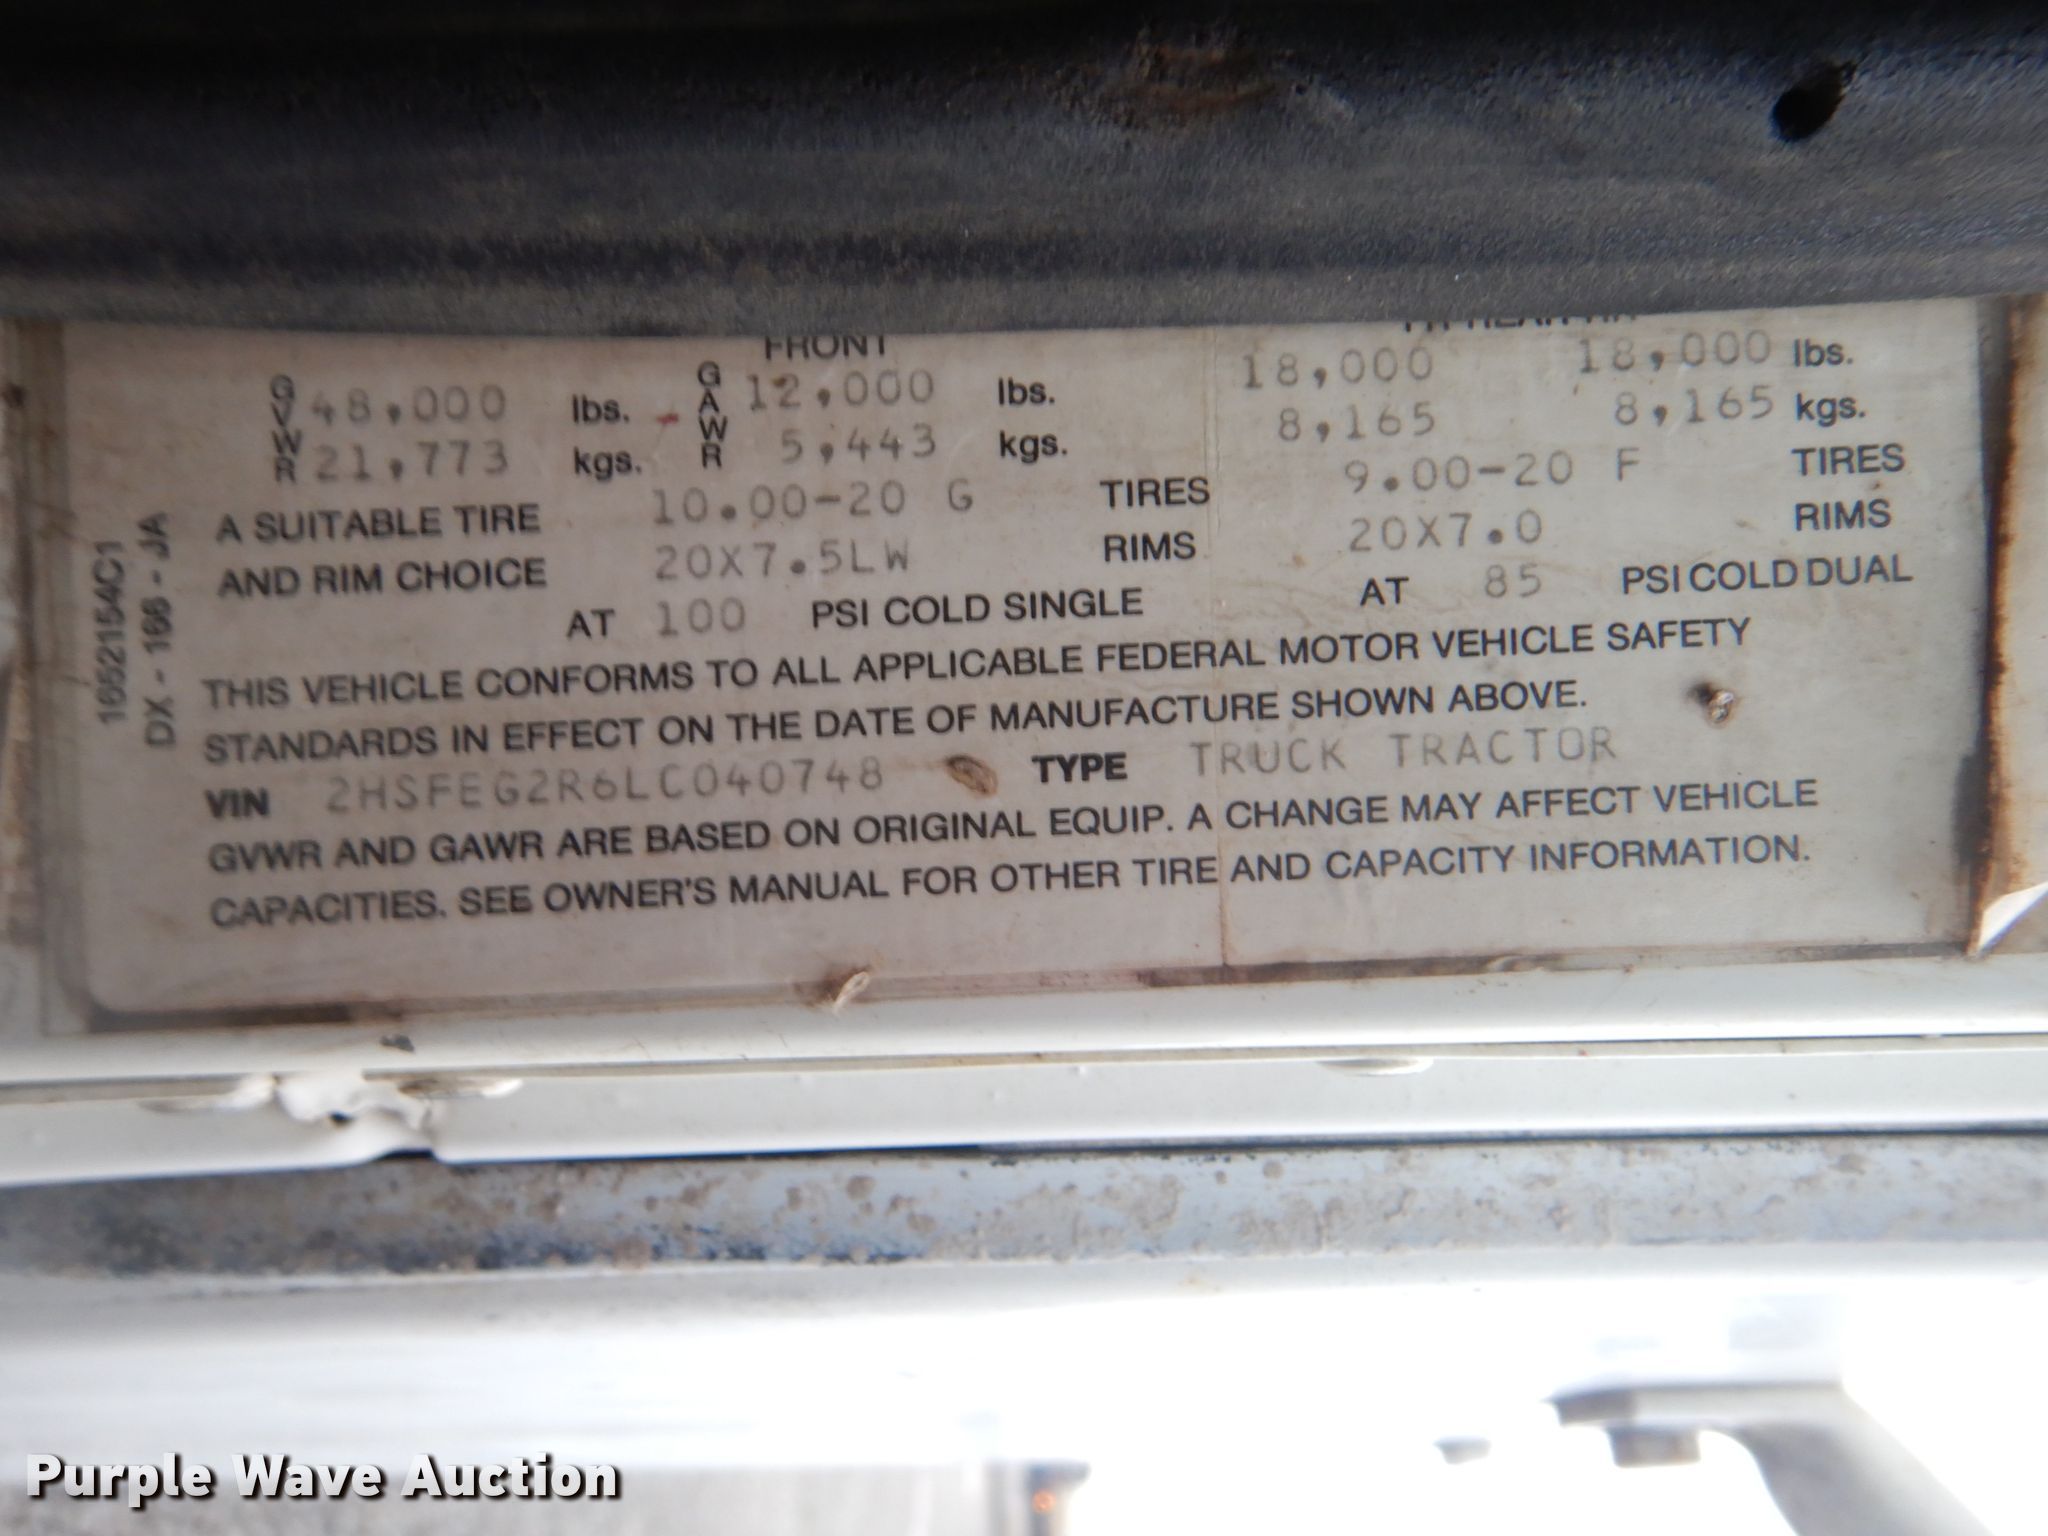 FRONT
GVWR 48,000 lbs. GAWR 12,000 lbs. 18,000 18,000 lbs.
21,773 kgs. 5,443 kgs. 8,165 8,165 kgs.
A SUITABLE TIRE 10.00-20 G TIRES 9.00-20 F TIRES
AND RIM CHOICE 20X7.5LW RIMS 20X7.0 RIMS
AT 100 PSI COLD SINGLE AT 85 PSI COLD DUAL
THIS VEHICLE CONFORMS TO ALL APPLICABLE FEDERAL MOTOR VEHICLE SAFETY
STANDARDS IN EFFECT ON THE DATE OF MANUFACTURE SHOWN ABOVE.
VIN 2HSFEG2R6LC040748 TYPE TRUCK TRACTOR
GVWR AND GAWR ARE BASED ON ORIGINAL EQUIP. A CHANGE MAY AFFECT VEHICLE
CAPACITIES. SEE OWNER'S MANUAL FOR OTHER TIRE AND CAPACITY INFORMATION.
1652154C1
DX - 166 - JA
Purple Wave Auction